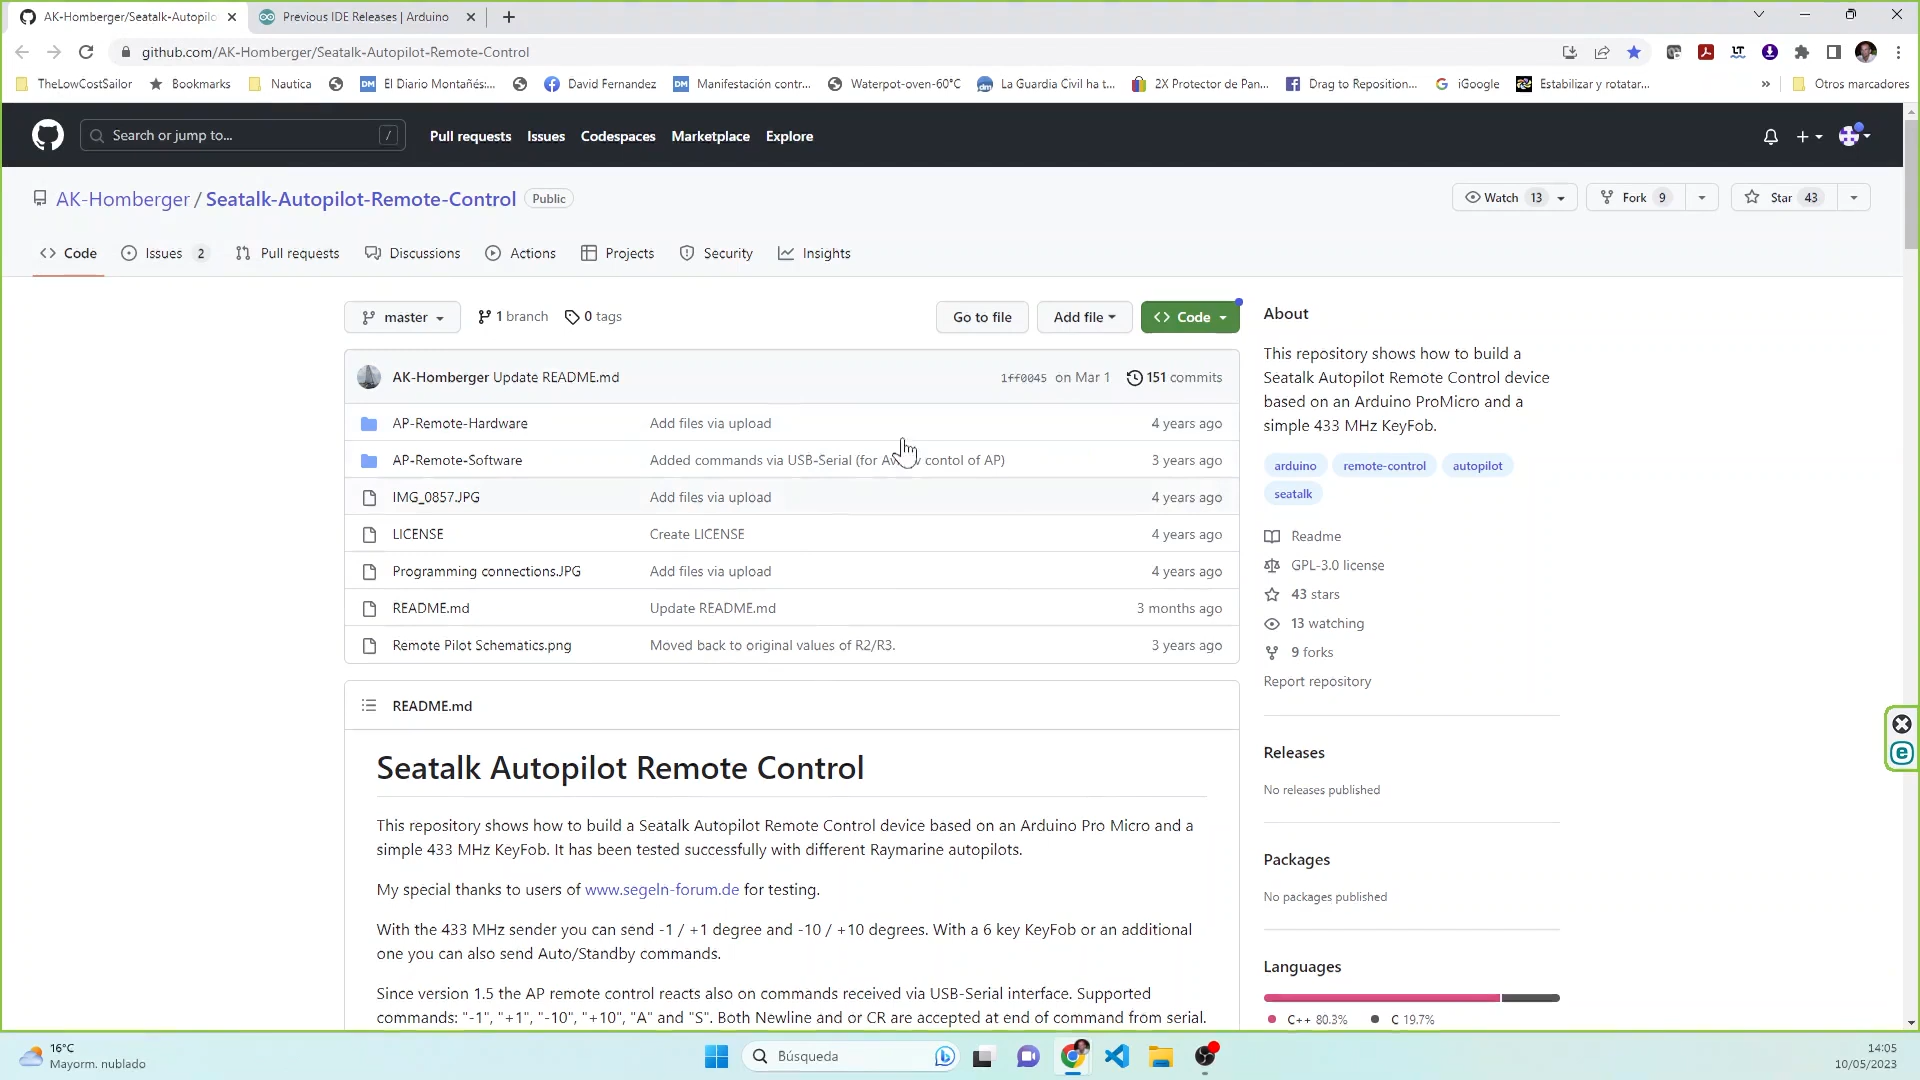 AK-Homberger/Seatalk-Autopilo
Previous IDE Releases | Arduino
github.com/AK-Homberger/Seatalk-Autopilot-Remote-Control
TheLowCostSailor
Bookmarks
Nautica
El Diario Montañés:...
David Fernandez
Manifestación contr...
Waterpot-oven-60°C
La Guardia Civil ha t...
2X Protector de Pan...
Drag to Reposition...
iGoogle
Estabilizar y rotatar...
»
Otros marcadores
Search or jump to...
/
Pull requests
Issues
Codespaces
Marketplace
Explore
AK-Homberger / Seatalk-Autopilot-Remote-Control
Public
Watch 13
Fork 9
Star 43
Code
Issues 2
Pull requests
Discussions
Actions
Projects
Security
Insights
master
1 branch
0 tags
Go to file
Add file
Code
AK-Homberger Update README.md
1ff0045 on Mar 1
151 commits
AP-Remote-Hardware
Add files via upload
4 years ago
AP-Remote-Software
Added commands via USB-Serial (for contol of AP)
3 years ago
IMG_0857.JPG
Add files via upload
4 years ago
LICENSE
Create LICENSE
4 years ago
Programming connections.JPG
Add files via upload
4 years ago
README.md
Update README.md
3 months ago
Remote Pilot Schematics.png
Moved back to original values of R2/R3.
3 years ago
README.md
Seatalk Autopilot Remote Control
This repository shows how to build a Seatalk Autopilot Remote Control device based on an Arduino Pro Micro and a
simple 433 MHz KeyFob. It has been tested successfully with different Raymarine autopilots.
My special thanks to users of www.segeln-forum.de for testing.
With the 433 MHz sender you can send -1 / +1 degree and -10 / +10 degrees. With a 6 key KeyFob or an additional
one you can also send Auto/Standby commands.
Since version 1.5 the AP remote control reacts also on commands received via USB-Serial interface. Supported
commands: "-1", "+1", "-10", "+10", "A" and "S". Both Newline and or CR are accepted at end of command from serial.
About
This repository shows how to build a
Seatalk Autopilot Remote Control device
based on an Arduino ProMicro and a
simple 433 MHz KeyFob.
arduino
remote-control
autopilot
seatalk
Readme
GPL-3.0 license
43 stars
13 watching
9 forks
Report repository
Releases
No releases published
Packages
No packages published
Languages
C++ 80.3%
C 19.7%
16°C
Mayorm. nublado
Búsqueda
14:05
10/05/2023